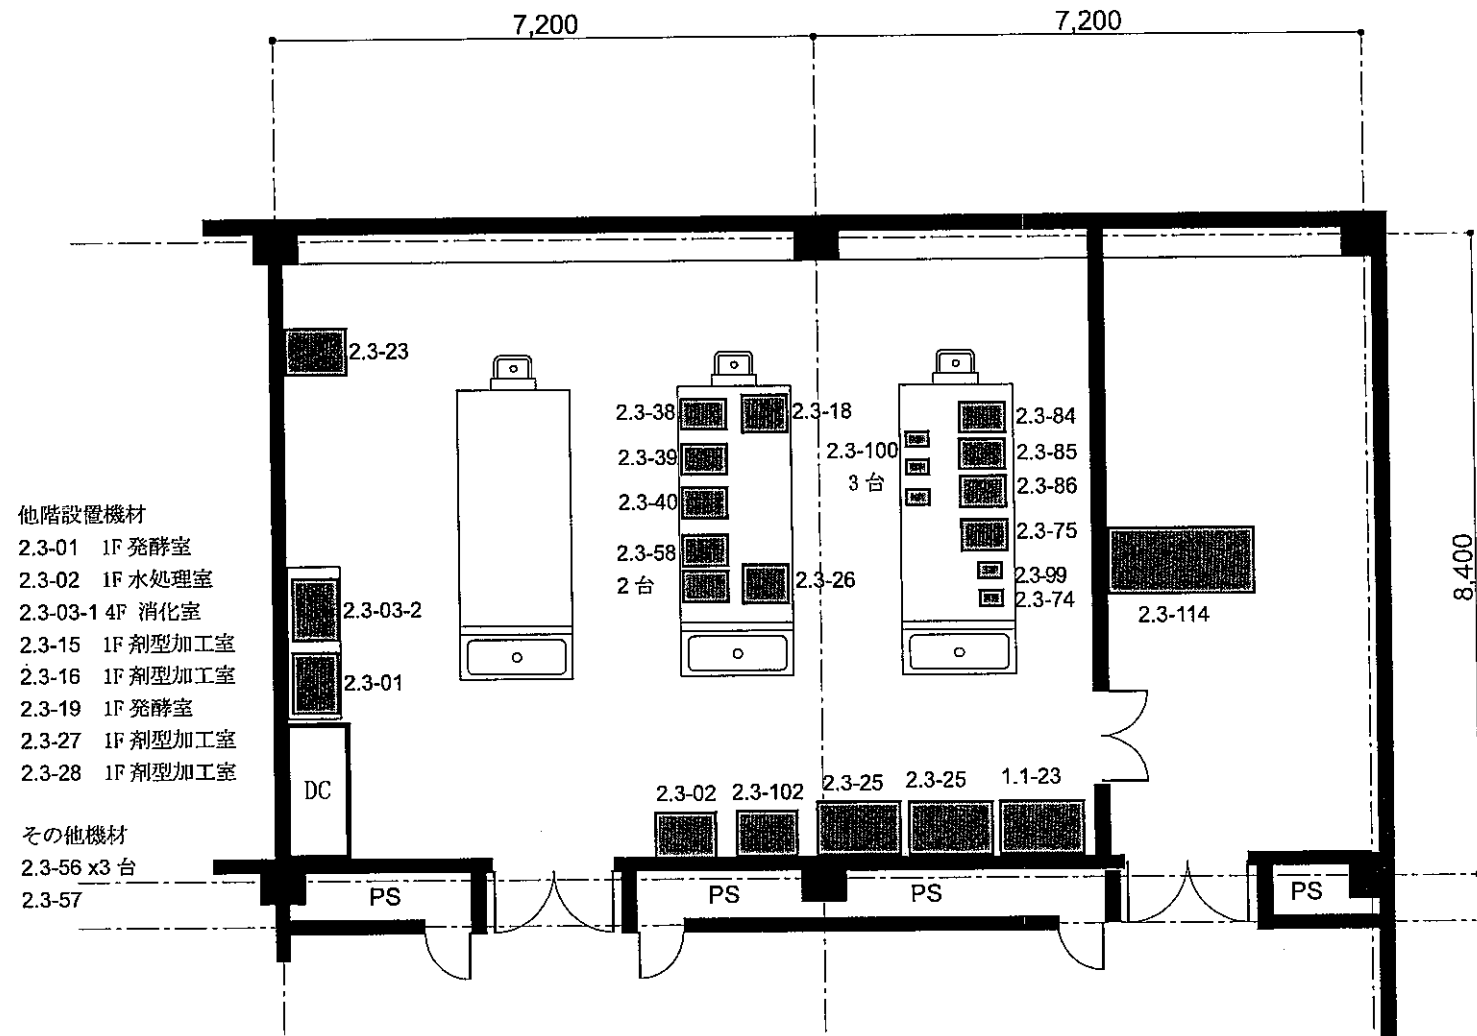 7,200
7,200
2.3-23
2.3-38
2.3-18
2.3-39
2.3-40
2.3-58
2 台
2.3-26
2.3-100
3 台
2.3-84
2.3-85
2.3-86
2.3-75
2.3-99
2.3-74
2.3-114
8,400
他階設置機材
2.3-01 1F 発酵室
2.3-02 1F 水処理室
2.3-03-1 4F 消化室
2.3-15 1F 剤型加工室
2.3-16 1F 剤型加工室
2.3-19 1F 発酵室
2.3-27 1F 剤型加工室
2.3-28 1F 剤型加工室
その他機材
2.3-56 x3 台
2.3-57
2.3-03-2
2.3-01
DC
2.3-02
2.3-102
2.3-25
2.3-25
1.1-23
PS
PS
PS
PS